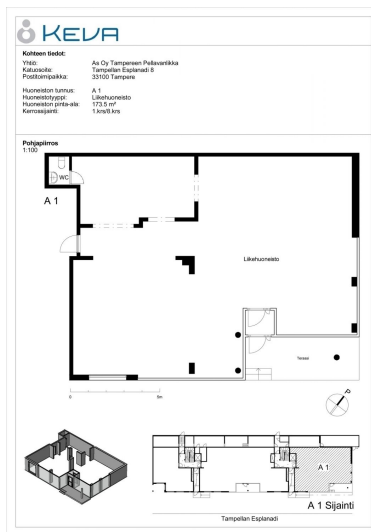 KEVA
Kohteen tiedot:
Yhtiö: As Oy Tampereen Pellavanlikka
Katuosoite: Tampellan Esplanadi 8
Postitoimipaikka: 33100 Tampere
Huoneiston tunnus: A 1
Huoneistotyyppi: Liikehuoneisto
Huoneiston pinta-ala: 173,5 m²
Kerrossijainti: 1.krs/8.krs
Pohjapiirros
1:100
WC
A 1
Liikehuoneisto
Terassi
0 5m
P
A 1
A 1 Sijainti
Tampellan Esplanadi